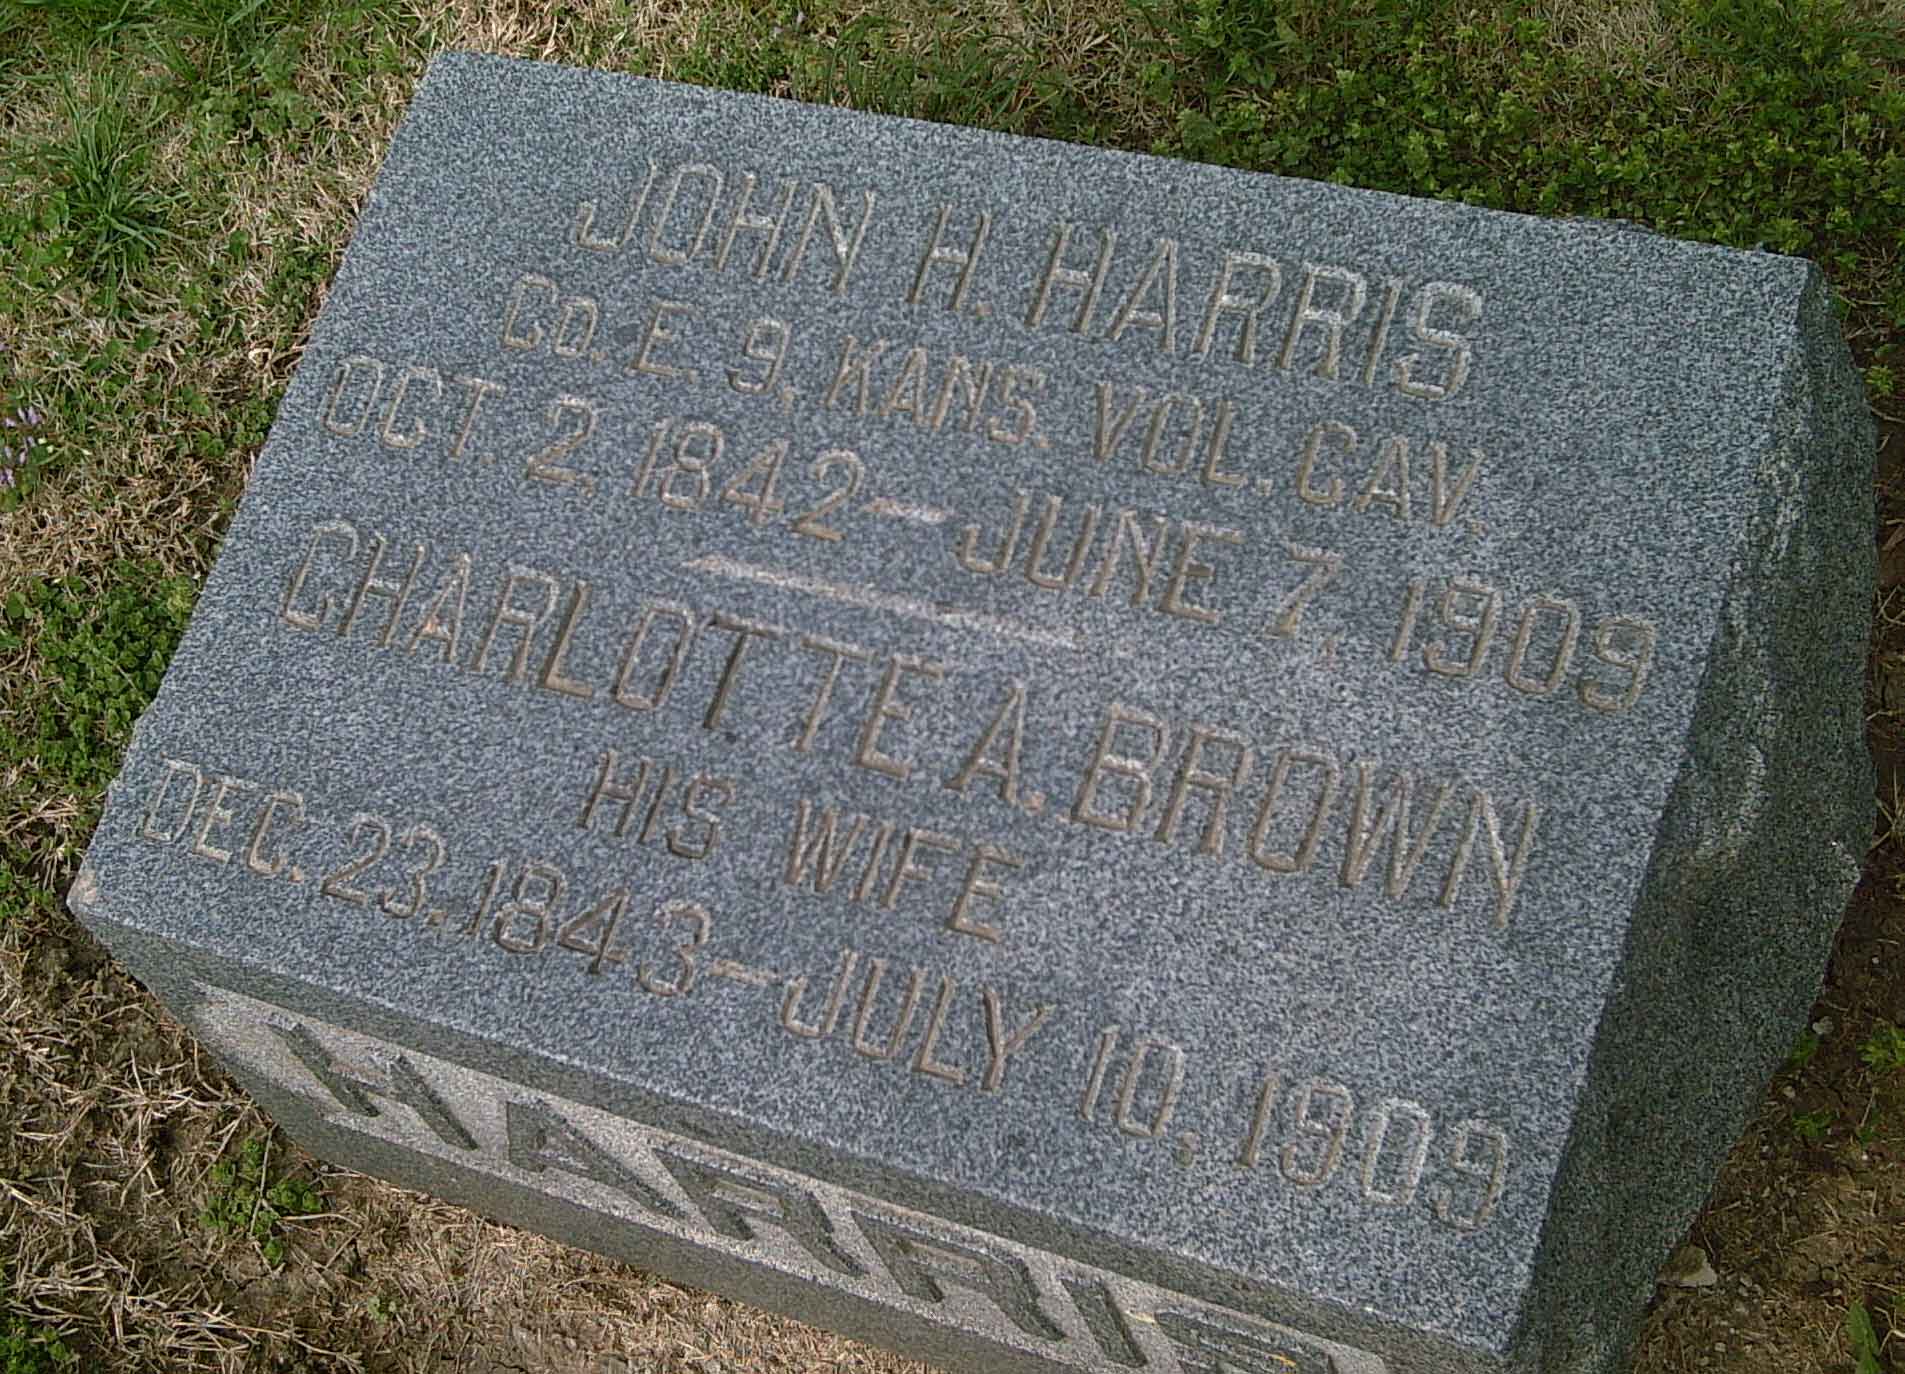 JOHN H. HARRIS
Co. E. 9, KANS. VOL. CAV.
OCT. 2, 1842 — JUNE 7, 1909
CHARLOTTE A. BROWN
HIS WIFE
DEC. 23, 1843 — JULY 10, 1909
HARRIS